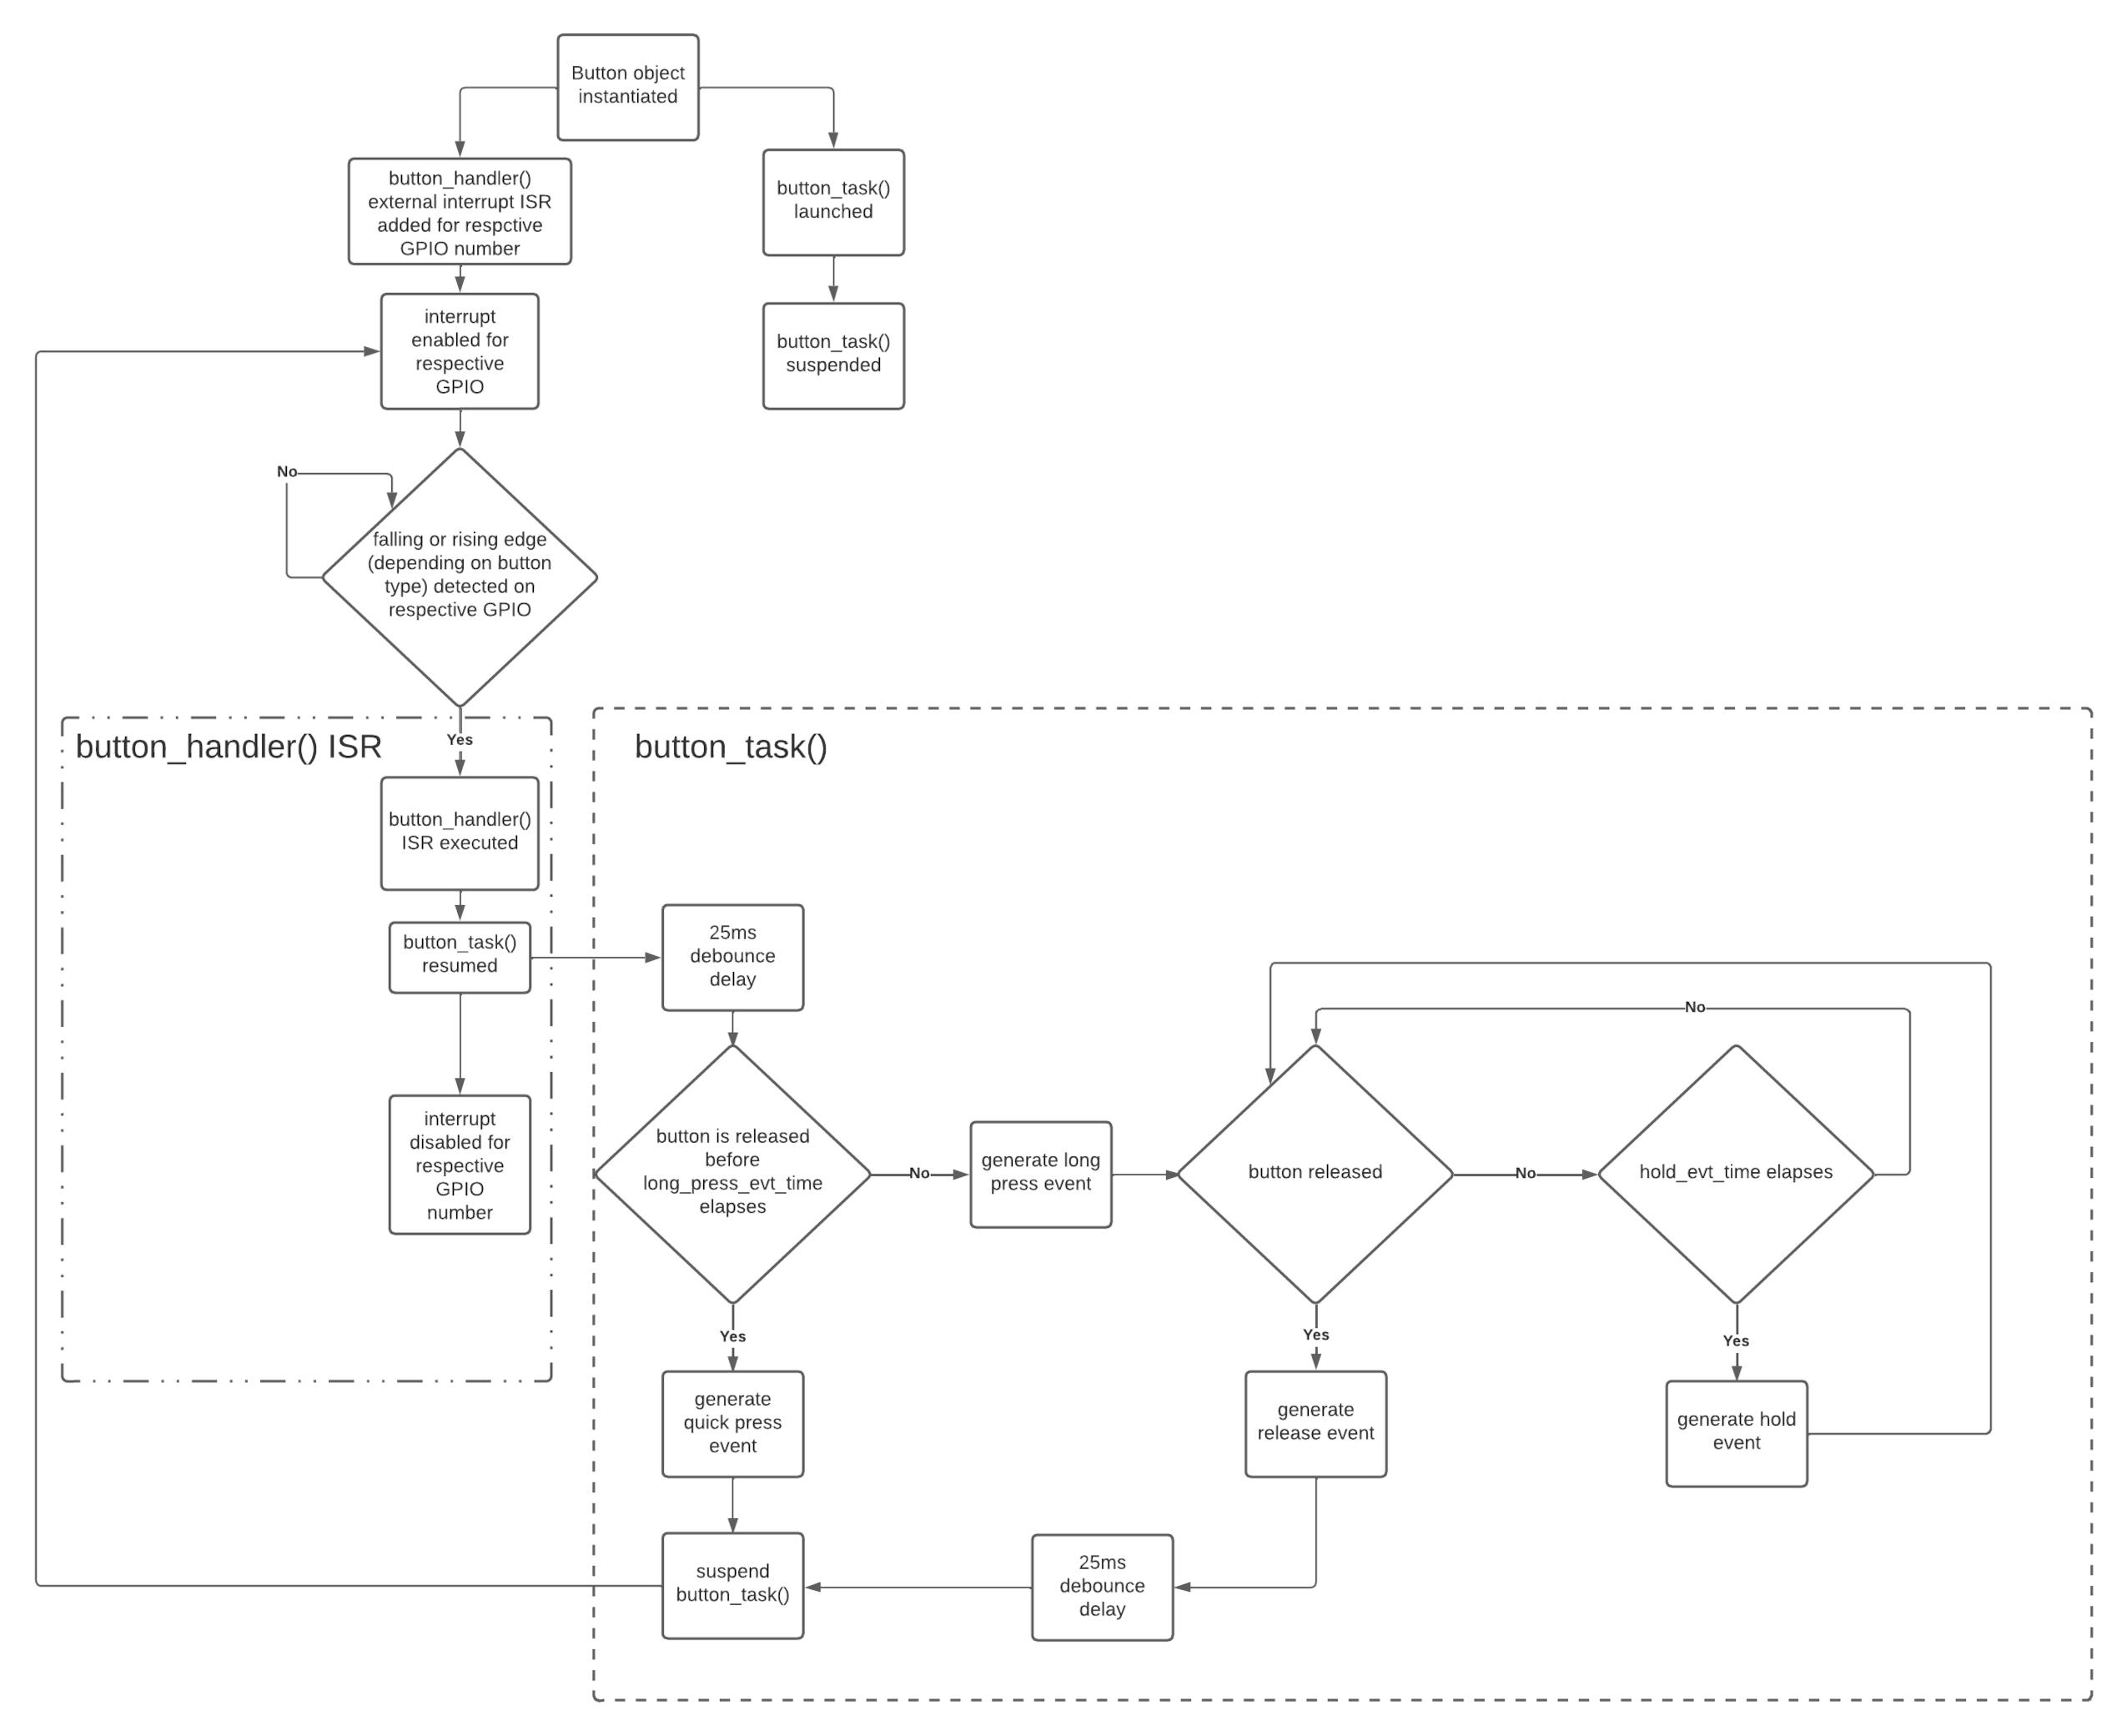 Button object
instantiated
button_handler()
external interrupt ISR
added for respctive
GPIO number
button_task()
launched
interrupt
enabled for
respective
GPIO
button_task()
suspended
No
falling or rising edge
(depending on button
type) detected on
respective GPIO
Yes
button_handler() ISR
button_handler()
ISR executed
button_task()
resumed
interrupt
disabled for
respective
GPIO
number
button_task()
25ms
debounce
delay
button is released
before
long_press_evt_time
elapses
No
generate long
press event
button released
No
hold_evt_time elapses
No
Yes
generate
quick press
event
Yes
generate
release event
Yes
generate hold
event
suspend
button_task()
25ms
debounce
delay